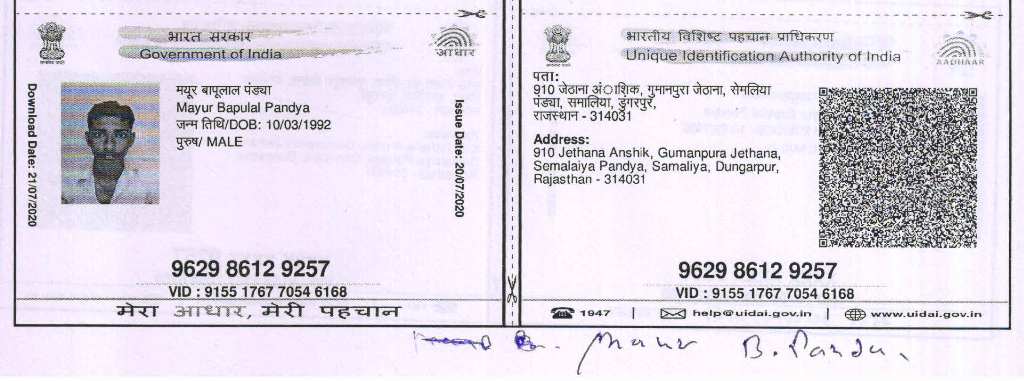 भारत सरकार
Government of India
आधार
Download Date: 21/07/2020
मयूर बापूलाल पंड्या
Mayur Bapulal Pandya
जन्म तिथि/DOB: 10/03/1992
पुरुष/ MALE
Issue Date: 20/07/2020
9629 8612 9257
VID : 9155 1767 7054 6168
मेरा आधार, मेरी पहचान
भारतीय विशिष्ट पहचान प्राधिकरण
Unique Identification Authority of India
AADHAAR
पता:
910 जेठाना अंाशिक, गुमानपुरा जेठाना, सेमलिया
पंड्या, समालिया, डुंगरपुर,
राजस्थान - 314031
Address:
910 Jethana Anshik, Gumanpura Jethana,
Semalaiya Pandya, Samaliya, Dungarpur,
Rajasthan - 314031
9629 8612 9257
VID : 9155 1767 7054 6168
1947 | help@uidai.gov.in | www.uidai.gov.in
B.